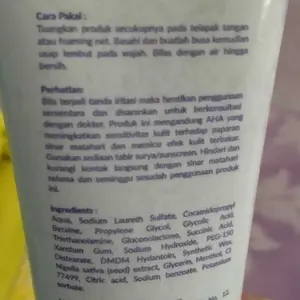 Cara Pakai :
Tuangkan produk secukupnya pada telapak tangan
atau foaming net. Basahi dan buatlah busa kemudian
usap lembut pada wajah. Bilas dengan air hingga
bersih.
Perhatian:
Bila terjadi tanda iritasi maka hentikan penggunaan
sementara dan disarankan untuk berkonsultasi
dengan dokter. Produk ini mengandung AHA yang
meningkatkan sensitivitas kulit terhadap paparan
sinar matahari dan memicu efek kulit terbakar.
Gunakan sediaan tabir surya/sunscreen. Hindari dan
kurangi kontak langsung dengan sinar matahari
selama dan seminggu sesudah penggunaan produk
ini.
Ingredients :
Aqua, Sodium Laureth Sulfate, Cocamidopropyl
Betaine, Propylene Glycol, Glycolic Acid,
Triethanolamine, Gluconolactone, Succinic Acid,
Xanthan Gum, Sodium Hydroxide, PEG-150
Distearate, DMDM Hydantoin, Synthetic Wax,
Nigella sativa (seed) extract, Glycerin, Menthol, CI
77499, Citric acid, Sodium benzoate, Potassium
sorbate.
No. 12